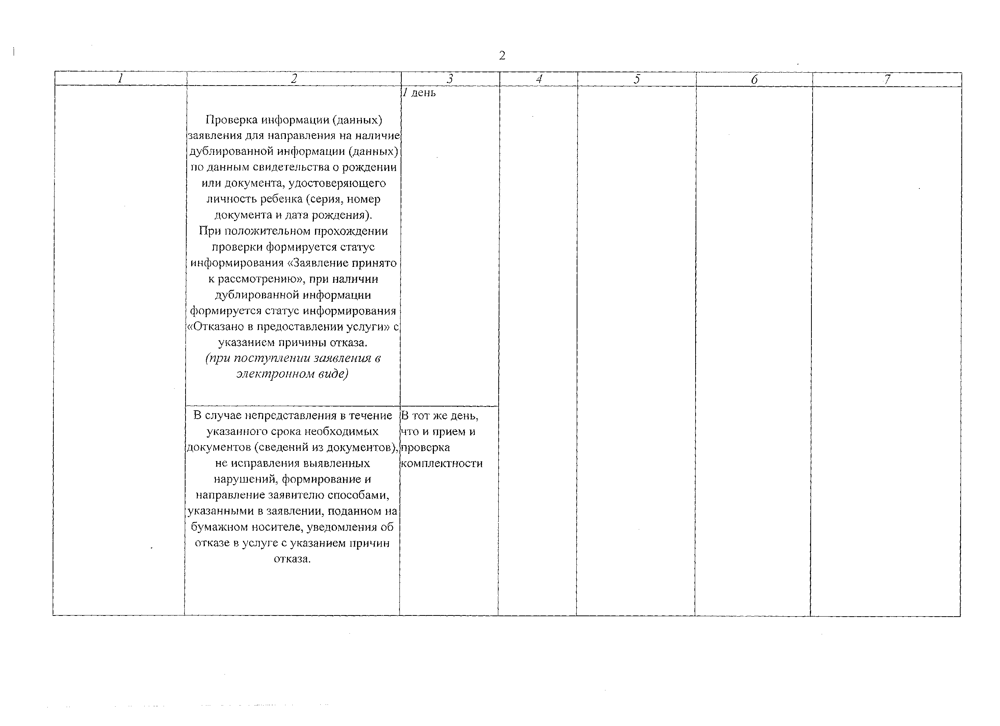 2
1 2 3 4 5 6 7
1 день
Проверка информации (данных)
заявления для направления на наличие
дублированной информации (данных)
по данным свидетельства о рождении
или документа, удостоверяющего
личность ребенка (серия, номер
документа и дата рождения).
При положительном прохождении
проверки формируется статус
информирования «Заявление принято
к рассмотрению», при наличии
дублированной информации
формируется статус информирования
«Отказано в предоставлении услуги» с
указанием причины отказа.
(при поступлении заявления в
электронном виде)
В случае непредставления в течение
указанного срока необходимых
документов (сведений из документов),
не исправления выявленных
нарушений, формирование и
направление заявителю способами,
указанными в заявлении, поданном на
бумажном носителе, уведомления об
отказе в услуге с указанием причин
отказа.
В тот же день,
что и прием и
проверка
комплектности